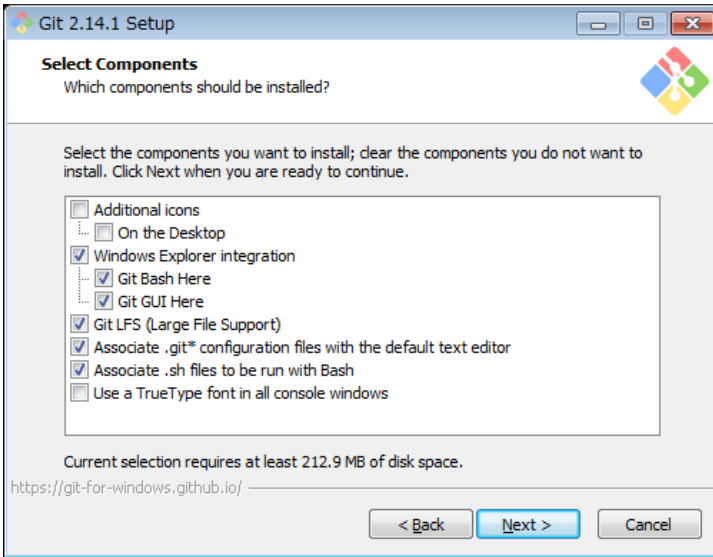 Git 2.14.1 Setup
Select Components
Which components should be installed?
Select the components you want to install; clear the components you do not want to
install. Click Next when you are ready to continue.
Additional icons
On the Desktop
Windows Explorer integration
Git Bash Here
Git GUI Here
Git LFS (Large File Support)
Associate .git* configuration files with the default text editor
Associate .sh files to be run with Bash
Use a TrueType font in all console windows
Current selection requires at least 212.9 MB of disk space.
https://git-for-windows.github.io/
< Back Next > Cancel